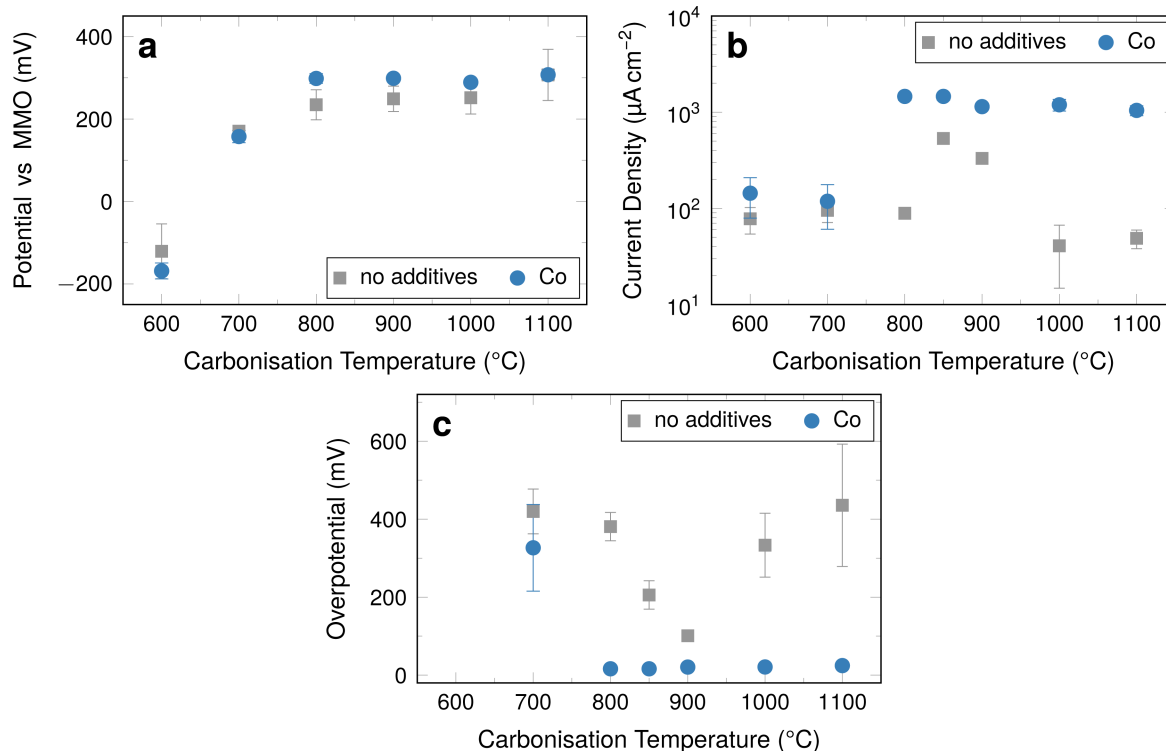 a
400
200
0
−200
Potential vs MMO (mV)
no additives Co
600 700 800 900 1000 1100
Carbonisation Temperature (°C)
b
no additives Co
10⁴
10³
10²
10¹
Current Density (µA cm⁻²)
600 700 800 900 1000 1100
Carbonisation Temperature (°C)
c
no additives Co
600
400
200
0
Overpotential (mV)
600 700 800 900 1000 1100
Carbonisation Temperature (°C)